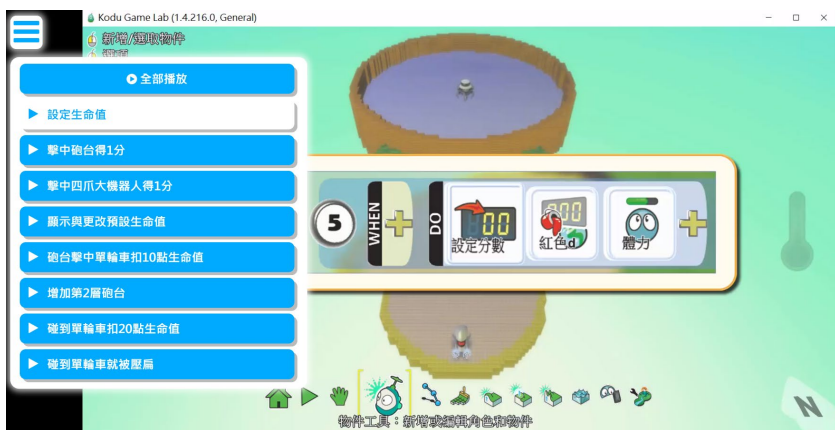 Kodu Game Lab (1.4.216.0, General)
新增/選取物件
選項
全部播放
設定生命值
擊中砲台得1分
擊中四爪大機器人得1分
顯示與更改預設生命值
砲台擊中單輪車扣10點生命值
增加第2層砲台
碰到單輪車扣20點生命值
碰到單輪車就被壓扁
5 WHEN DO 設定分數 紅色d 體力
物件工具：新增或編輯角色和物件
N